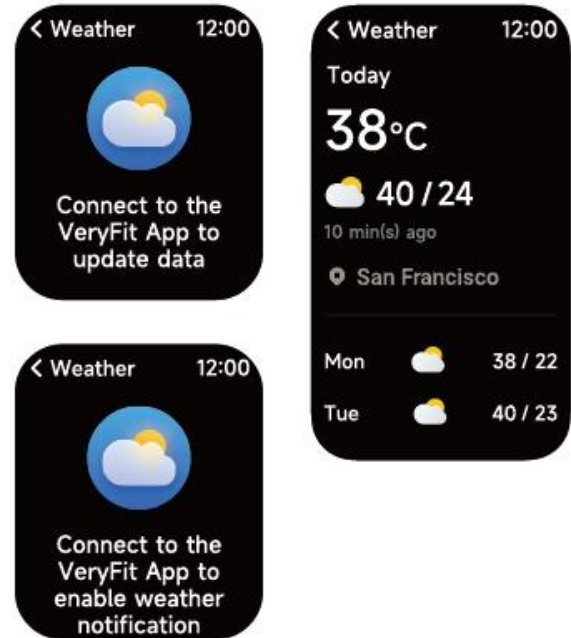 < Weather 12:00
Connect to the
VeryFit App to
update data
< Weather 12:00
Today
38°C
40 / 24
10 min(s) ago
San Francisco
Mon 38 / 22
Tue 40 / 23
< Weather 12:00
Connect to the
VeryFit App to
enable weather
notification